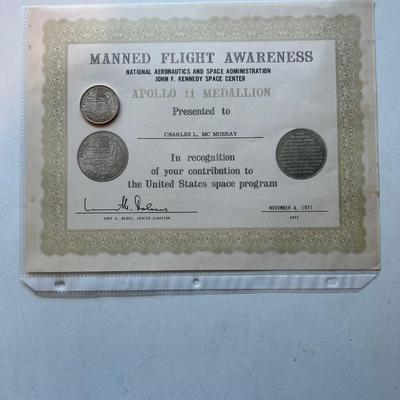 MANNED FLIGHT AWARENESS
NATIONAL AERONAUTICS AND SPACE ADMINISTRATION
JOHN F. KENNEDY SPACE CENTER
APOLLO 11 MEDALLION
Presented to
CHARLES L. MC MURRAY
In recognition
of your contribution to
the United States space program
KURT H. DEBUS, CENTER DIRECTOR
NOVEMBER 4, 1971
DATE